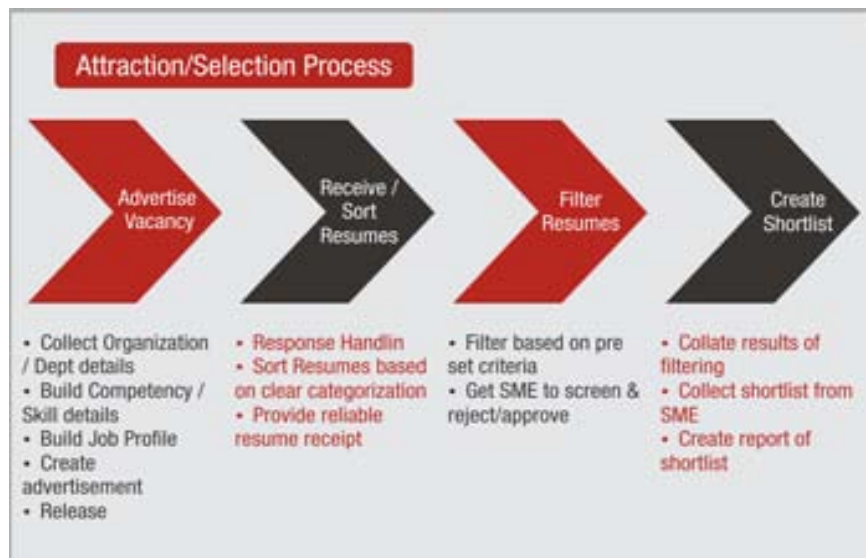 Attraction/Selection Process
Advertise
Vacancy
Receive /
Sort
Resumes
Filter
Resumes
Create
Shortlist
• Collect Organization
/ Dept details
• Build Competency /
Skill details
• Build Job Profile
• Create
advertisement
• Release
• Response Handlin
• Sort Resumes based
on clear categorization
• Provide reliable
resume receipt
• Filter based on pre
set criteria
• Get SME to screen &
reject/approve
• Collate results of
filtering
• Collect shortlist from
SME
• Create report of
shortlist